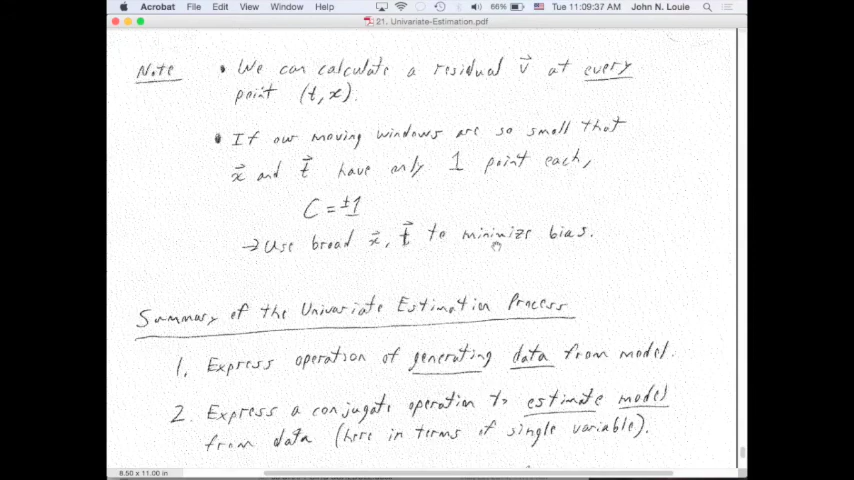 Acrobat File Edit View Window Help 66% Tue 11:09:37 AM John N. Louie
21. Univariate-Estimation.pdf
Note • We can calculate a residual v⃗ at every
point (t, x).
• If our moving windows are so small that
x⃗ and t⃗ have only 1 point each,
C = ±1
→ Use broad x⃗, t⃗ to minimize bias.
Summary of the Univariate Estimation Process
1. Express operation of generating data from model.
2. Express a conjugate operation to estimate model
from data (here in terms of single variable).
8.50 x 11.00 in